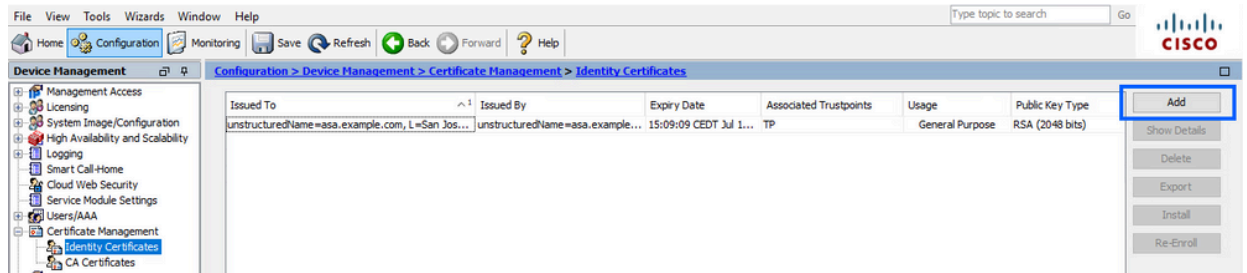 File View Tools Wizards Window Help Type topic to search Go
Home Configuration Monitoring Save Refresh Back Forward Help
CISCO
Device Management Configuration > Device Management > Certificate Management > Identity Certificates
Management Access
Licensing
System Image/Configuration
High Availability and Scalability
Logging
Smart Call-Home
Cloud Web Security
Service Module Settings
Users/AAA
Certificate Management
Identity Certificates
CA Certificates
Issued To 1 Issued By Expiry Date Associated Trustpoints Usage Public Key Type
unstructuredName=asa.example.com, L=San Jos... unstructuredName=asa.example... 15:09:09 CEDT Jul 1... TP General Purpose RSA (2048 bits)
Add
Show Details
Delete
Export
Install
Re-Enroll